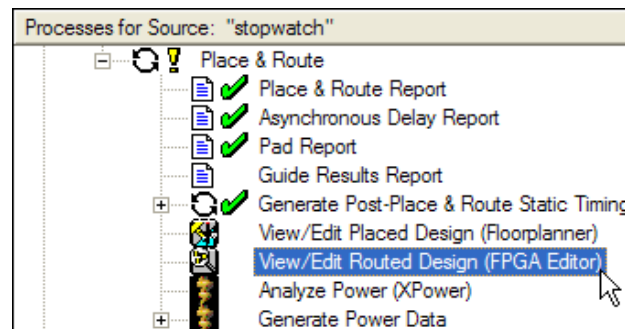 Processes for Source: "stopwatch"
Place & Route
Place & Route Report
Asynchronous Delay Report
Pad Report
Guide Results Report
Generate Post-Place & Route Static Timing
View/Edit Placed Design (Floorplanner)
View/Edit Routed Design (FPGA Editor)
Analyze Power (XPower)
Generate Power Data